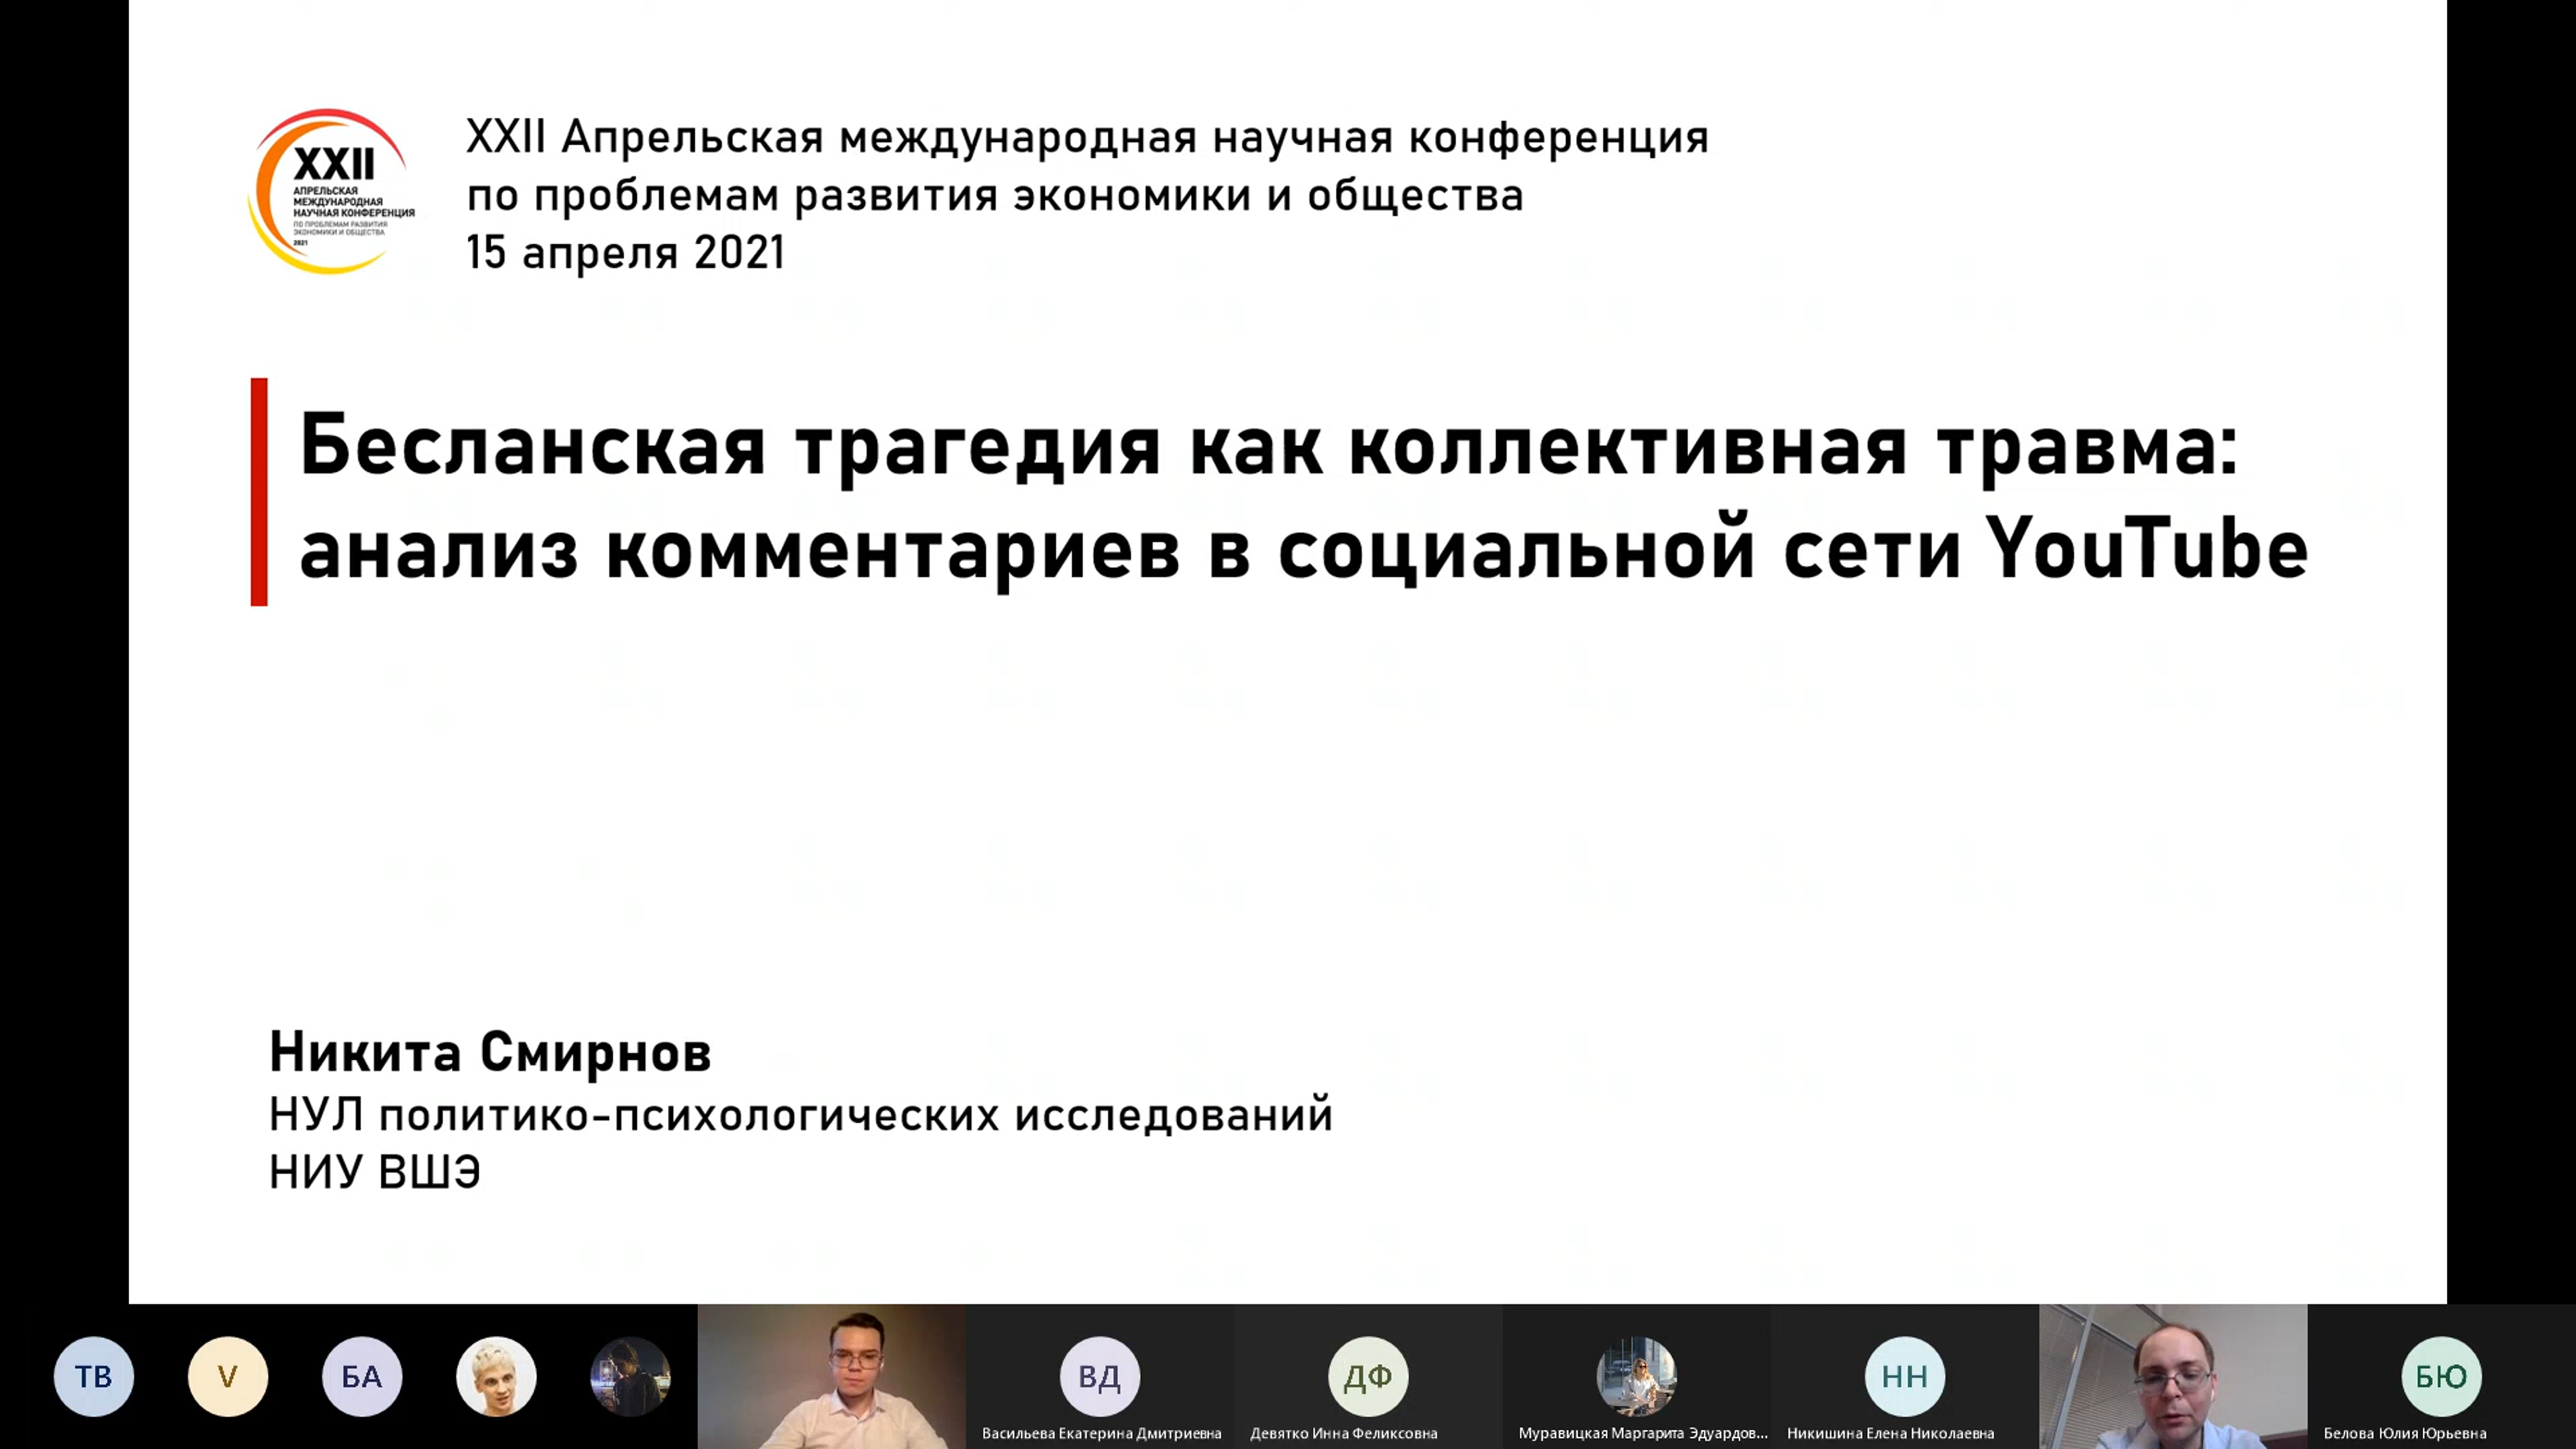 XXII
АПРЕЛЬСКАЯ
МЕЖДУНАРОДНАЯ
НАУЧНАЯ КОНФЕРЕНЦИЯ
ПО ПРОБЛЕМАМ РАЗВИТИЯ
ЭКОНОМИКИ И ОБЩЕСТВА
2021
XXII Апрельская международная научная конференция
по проблемам развития экономики и общества
15 апреля 2021
Бесланская трагедия как коллективная травма:
анализ комментариев в социальной сети YouTube
Никита Смирнов
НУЛ политико-психологических исследований
НИУ ВШЭ
ТВ
V
БА
ВД
Васильева Екатерина Дмитриевна
ДФ
Девятко Инна Феликсовна
Муравицкая Маргарита Эдуардов...
НН
Никишина Елена Николаевна
БЮ
Белова Юлия Юрьевна